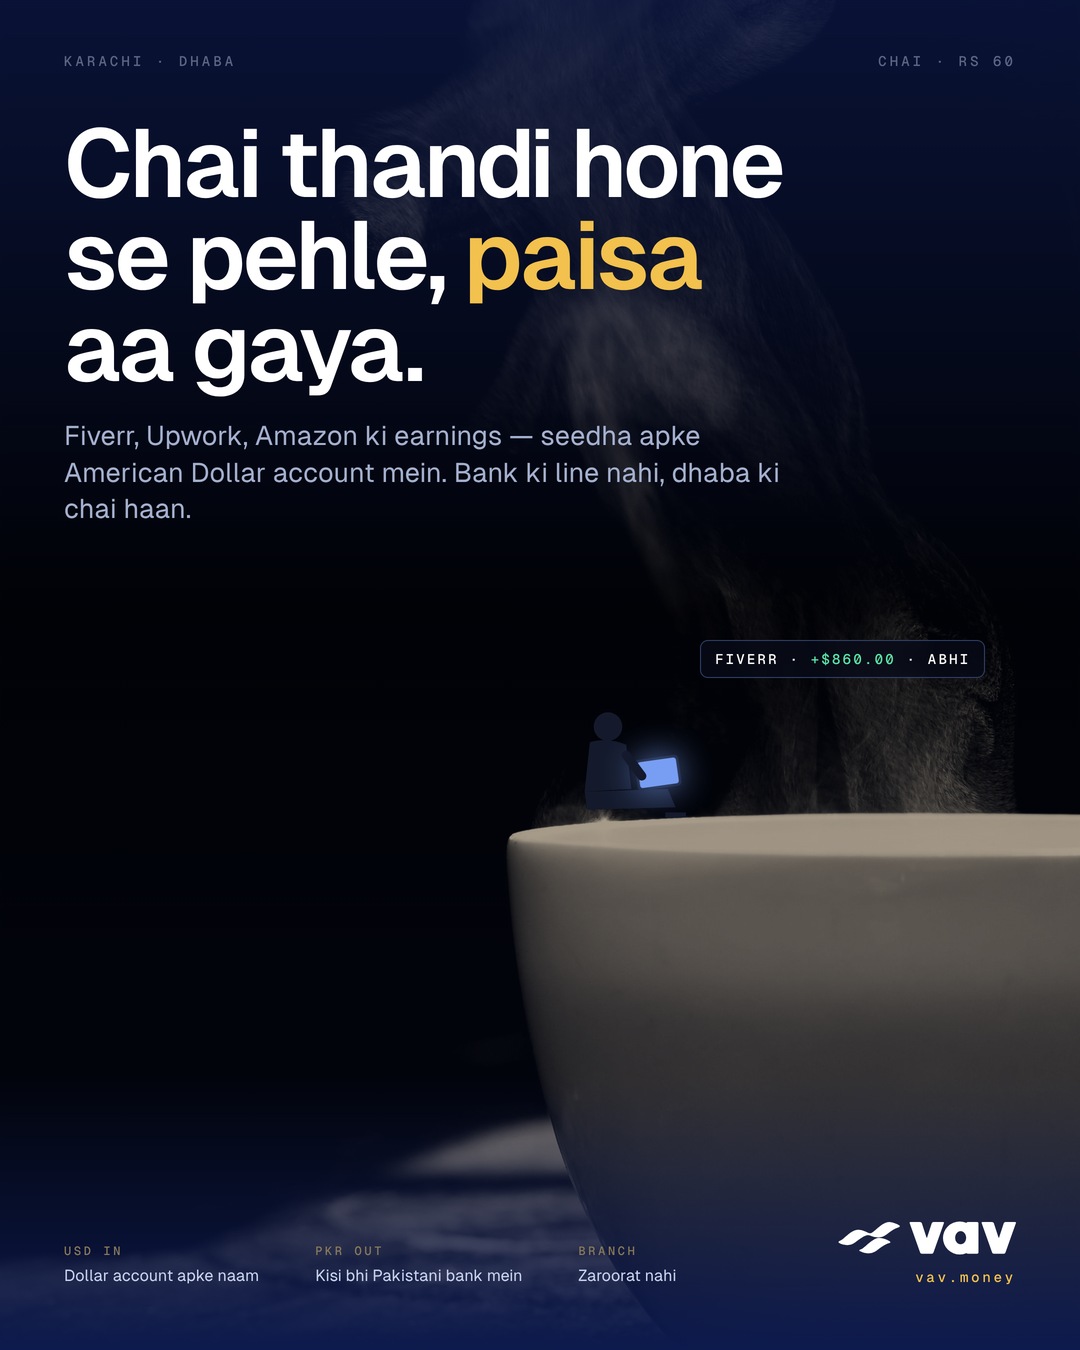 KARACHI · DHABA
CHAI · RS 60
Chai thandi hone
se pehle, paisa
aa gaya.
Fiverr, Upwork, Amazon ki earnings — seedha apke
American Dollar account mein. Bank ki line nahi, dhaba ki
chai haan.
FIVERR · +$860.00 · ABHI
USD IN
Dollar account apke naam
PKR OUT
Kisi bhi Pakistani bank mein
BRANCH
Zaroorat nahi
vav
vav.money